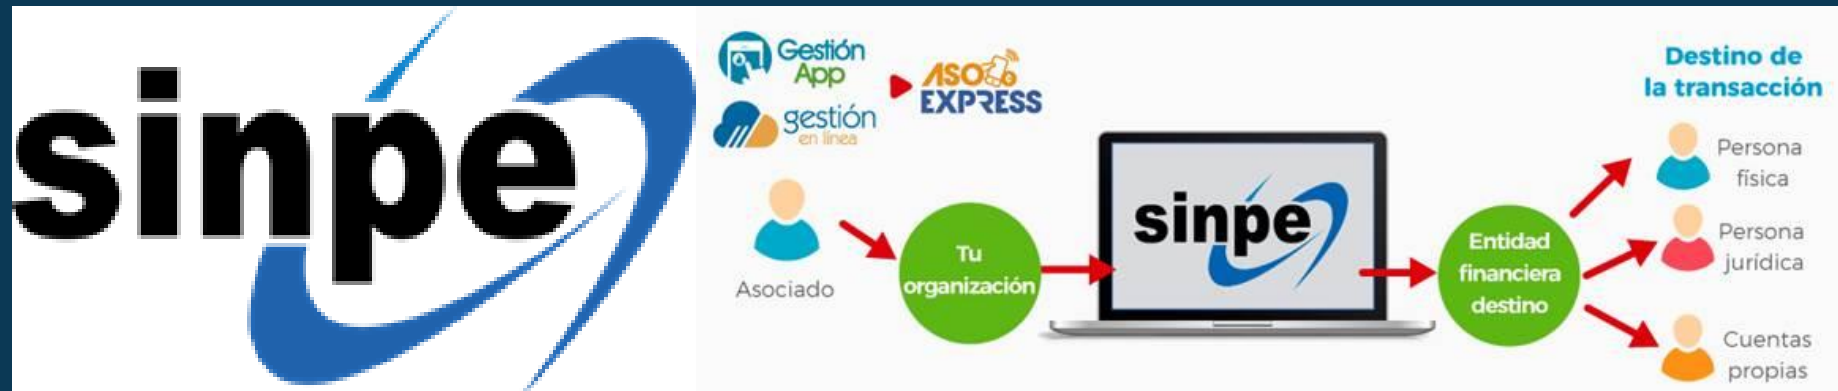 sinpe
Gestión
App
gestión
en línea
ASO
EXPRESS
Asociado
Tu
organización
sinpe
Entidad
financiera
destino
Destino de
la transacción
Persona
física
Persona
jurídica
Cuentas
propias